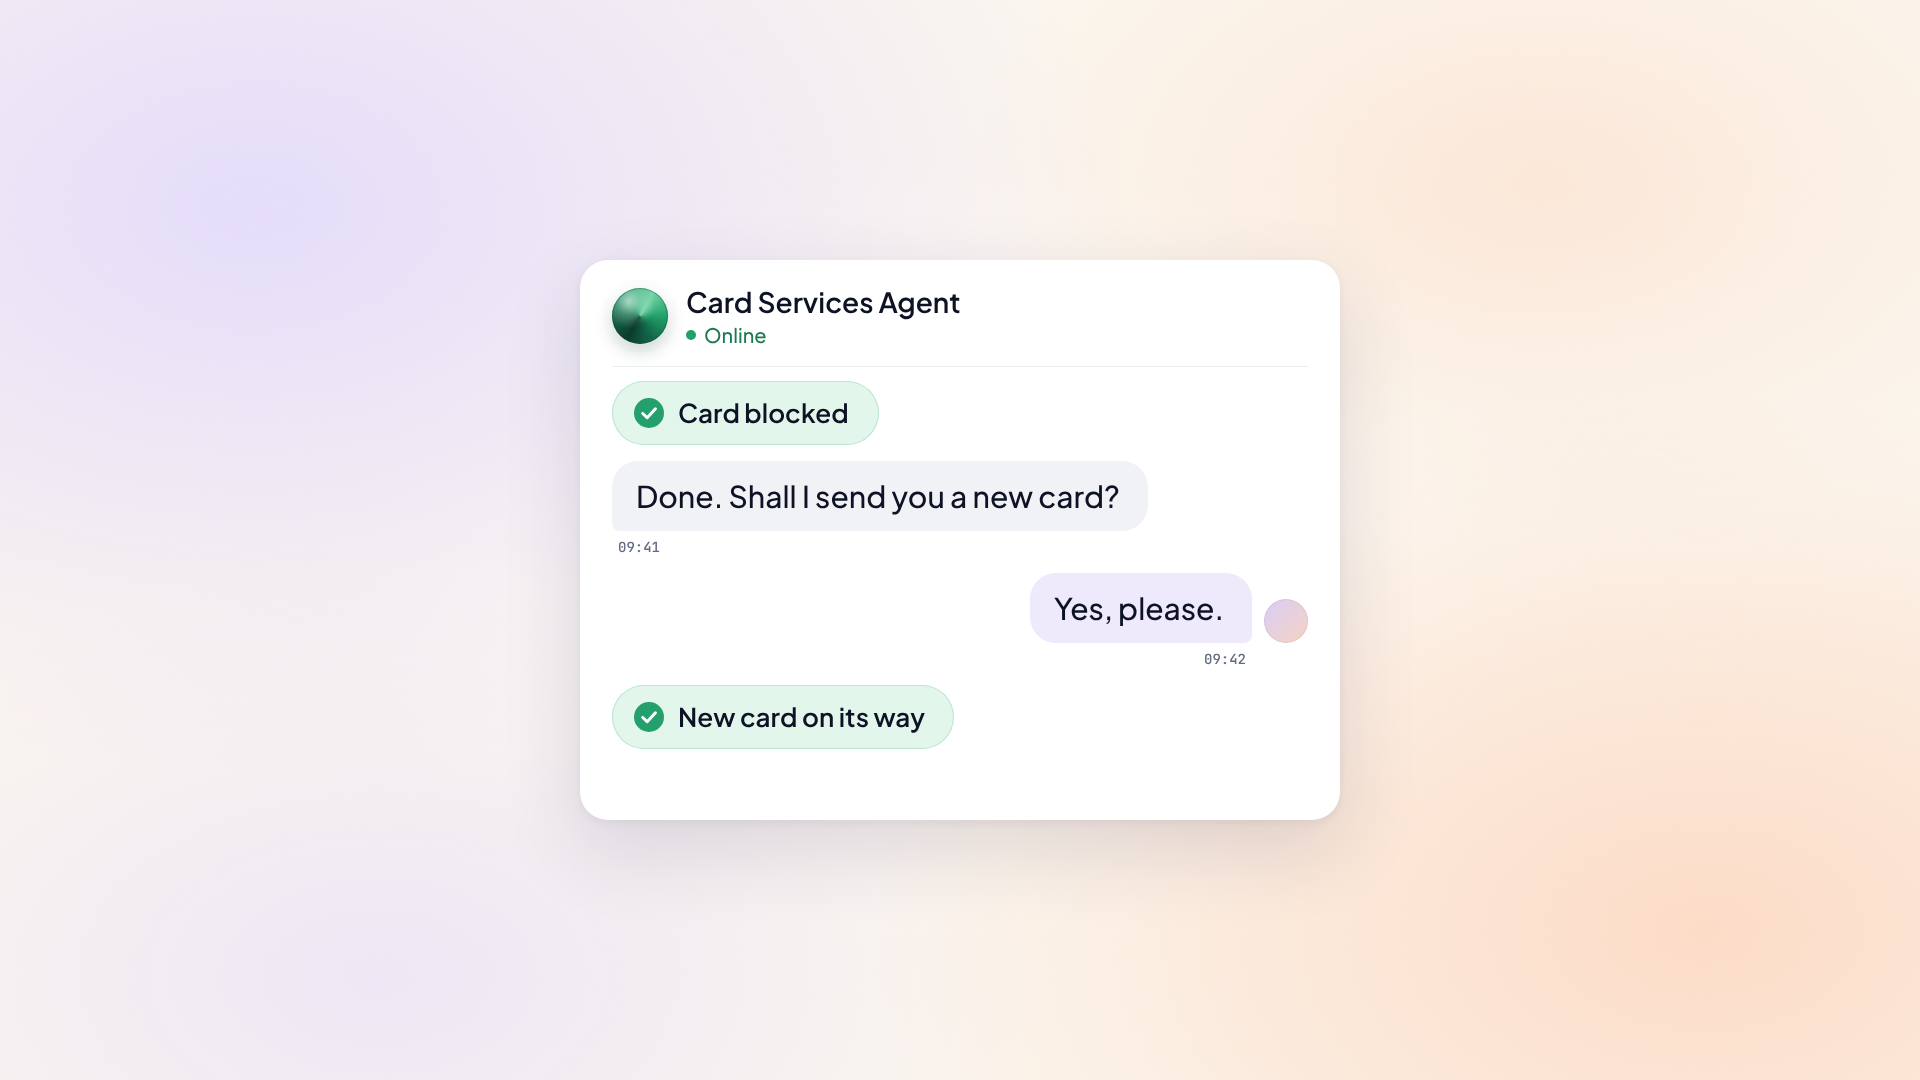 Card Services Agent
Online
Card blocked
Done. Shall I send you a new card?
09:41
Yes, please.
09:42
New card on its way